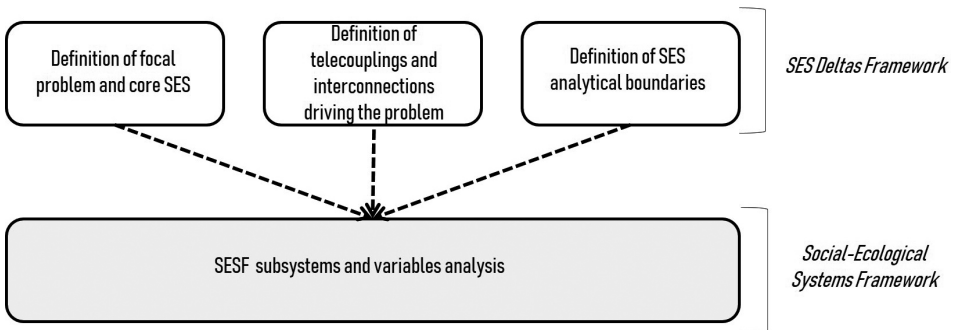 Definition of focal
problem and core SES
Definition of
telecouplings and
interconnections
driving the problem
Definition of SES
analytical boundaries
SES Deltas Framework
SESF subsystems and variables analysis
Social-Ecological
Systems Framework